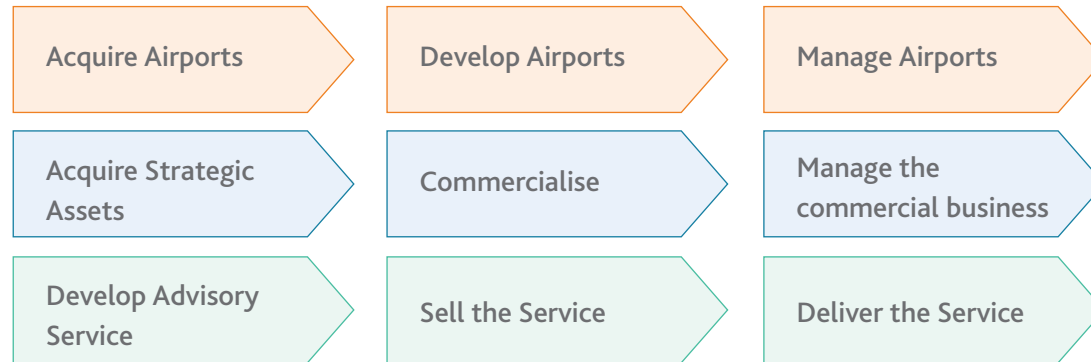 Acquire Airports
Develop Airports
Manage Airports
Acquire Strategic
Assets
Commercialise
Manage the
commercial business
Develop Advisory
Service
Sell the Service
Deliver the Service